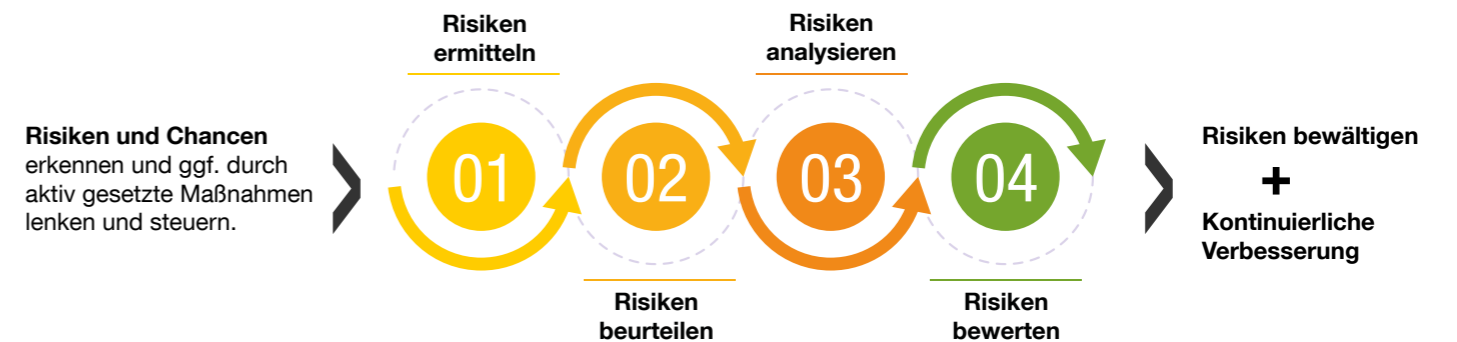 Risiken und Chancen
erkennen und ggf. durch
aktiv gesetzte Maßnahmen
lenken und steuern.
Risiken
ermitteln
01
02
Risiken
beurteilen
Risiken
analysieren
03
04
Risiken
bewerten
Risiken bewältigen
+
Kontinuierliche
Verbesserung